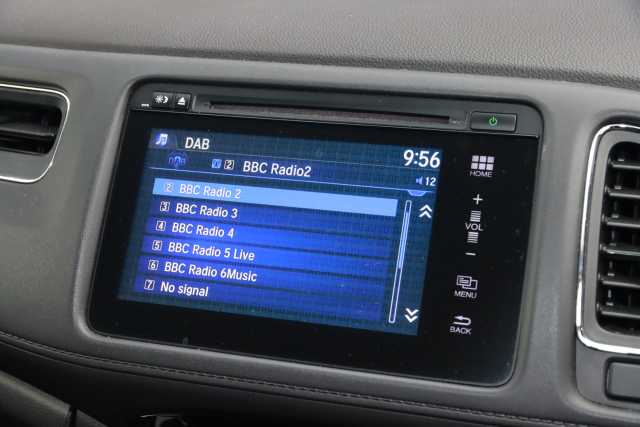 DAB 9:56
DAB 2 BBC Radio2
12
2 BBC Radio 2
3 BBC Radio 3
4 BBC Radio 4
5 BBC Radio 5 Live
6 BBC Radio 6Music
7 No signal
HOME
+
VOL
−
MENU
BACK